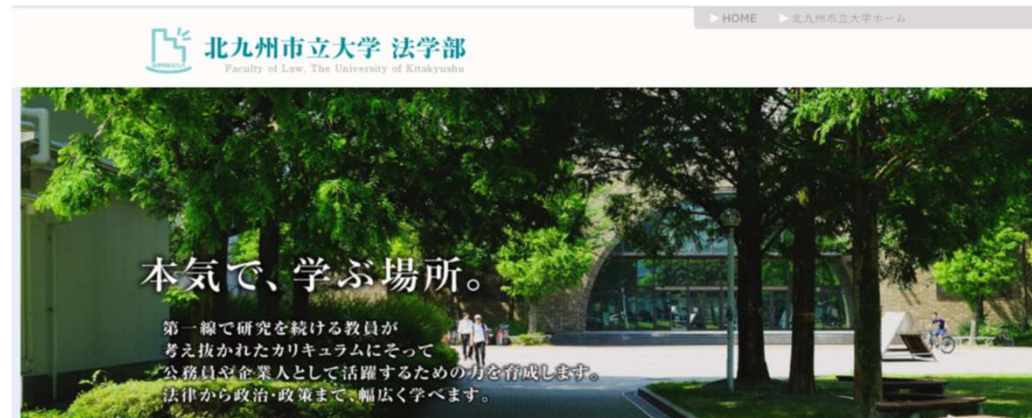 ▶HOME ▶北九州市立大学ホーム
北九州市立大学 法学部
Faculty of Law, The University of Kitakyushu
本気で、学ぶ場所。
第一線で研究を続ける教員が
考え抜かれたカリキュラムにそって
公務員や企業人として活躍するための力を育成します。
法律から政治・政策まで、幅広く学べます。